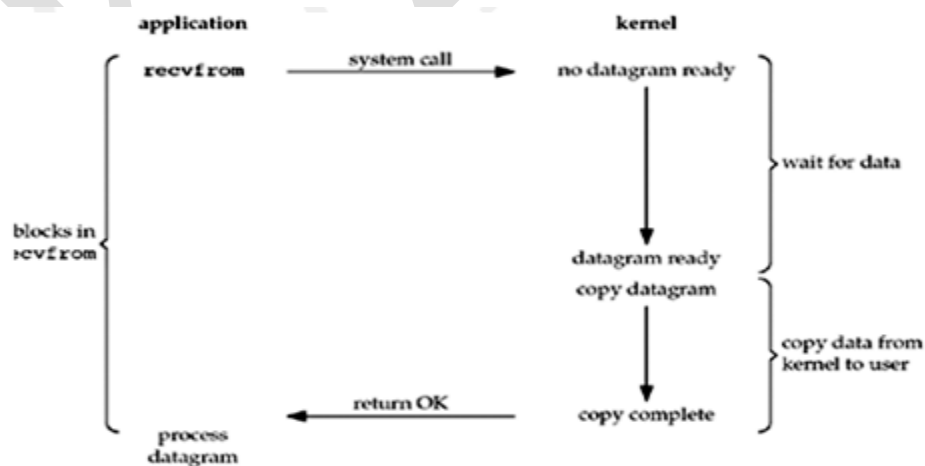 application
kernel
recvfrom
system call
no datagram ready
wait for data
blocks in
ecvfrom
datagram ready
copy datagram
copy data from
kernel to user
return OK
copy complete
process
datagram